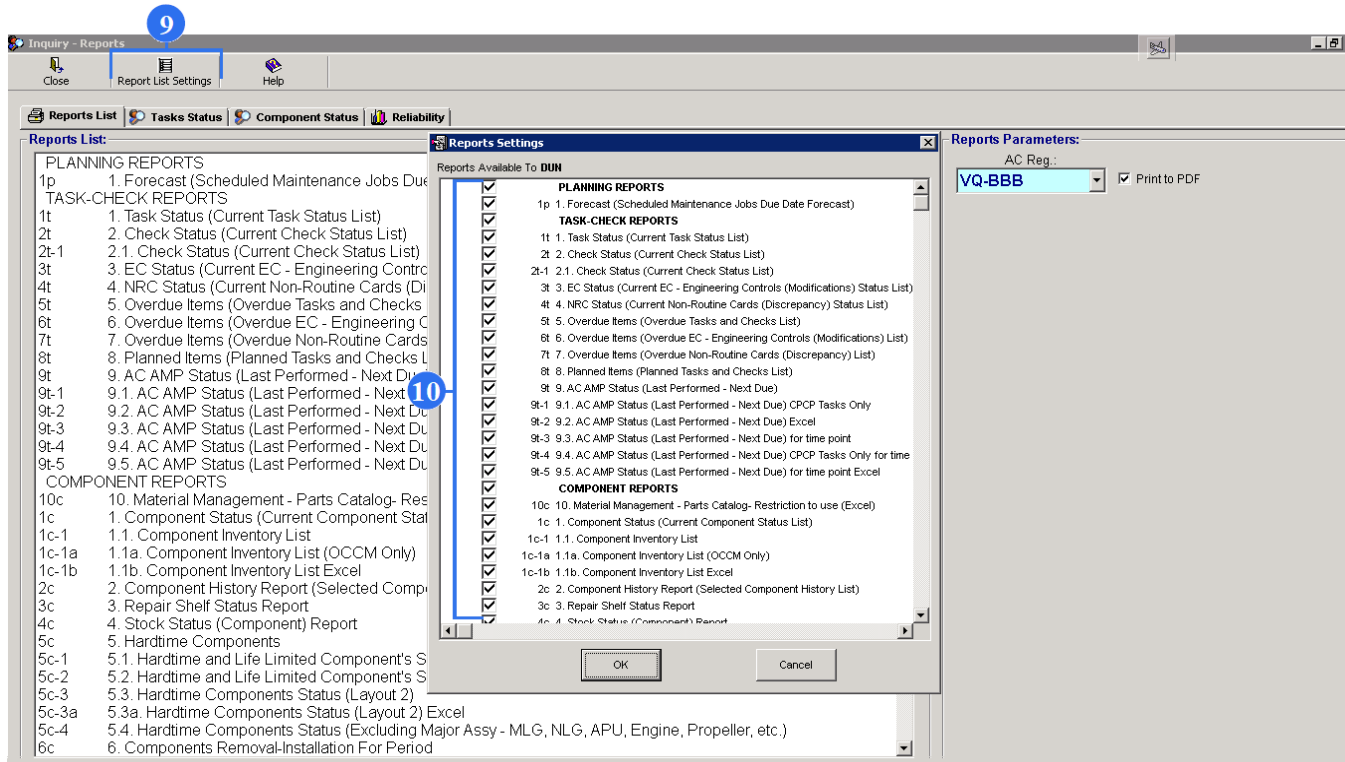 9
Inquiry - Reports
Close
Report List Settings
Help
Reports List
Tasks Status
Component Status
Reliability
Reports List:
PLANNING REPORTS
1p 1. Forecast (Scheduled Maintenance Jobs Due
TASK-CHECK REPORTS
1t 1. Task Status (Current Task Status List)
2t 2. Check Status (Current Check Status List)
2t-1 2.1. Check Status (Current Check Status List)
3t 3. EC Status (Current EC - Engineering Contro
4t 4. NRC Status (Current Non-Routine Cards (Di
5t 5. Overdue Items (Overdue Tasks and Checks
6t 6. Overdue Items (Overdue EC - Engineering C
7t 7. Overdue Items (Overdue Non-Routine Cards
8t 8. Planned Items (Planned Tasks and Checks L
9t 9. AC AMP Status (Last Performed - Next Du
9t-1 9.1. AC AMP Status (Last Performed - Next
9t-2 9.2. AC AMP Status (Last Performed - Next Du
9t-3 9.3. AC AMP Status (Last Performed - Next Du
9t-4 9.4. AC AMP Status (Last Performed - Next Du
9t-5 9.5. AC AMP Status (Last Performed - Next Du
COMPONENT REPORTS
10c 10. Material Management - Parts Catalog- Res
1c 1. Component Status (Current Component Stat
1c-1 1.1. Component Inventory List
1c-1a 1.1a. Component Inventory List (OCCM Only)
1c-1b 1.1b. Component Inventory List Excel
2c 2. Component History Report (Selected Compo
3c 3. Repair Shelf Status Report
4c 4. Stock Status (Component) Report
5c 5. Hardtime Components
5c-1 5.1. Hardtime and Life Limited Component's S
5c-2 5.2. Hardtime and Life Limited Component's S
5c-3 5.3. Hardtime Components Status (Layout 2)
5c-3a 5.3a. Hardtime Components Status (Layout 2) Excel
5c-4 5.4. Hardtime Components Status (Excluding Major Assy - MLG, NLG, APU, Engine, Propeller, etc.)
6c 6. Components Removal-Installation For Period
10
Reports Settings
Reports Available To DUN
PLANNING REPORTS
1p 1. Forecast (Scheduled Maintenance Jobs Due Date Forecast)
TASK-CHECK REPORTS
1t 1. Task Status (Current Task Status List)
2t 2. Check Status (Current Check Status List)
2t-1 2.1. Check Status (Current Check Status List)
3t 3. EC Status (Current EC - Engineering Controls (Modifications) Status List)
4t 4. NRC Status (Current Non-Routine Cards (Discrepancy) Status List)
5t 5. Overdue Items (Overdue Tasks and Checks List)
6t 6. Overdue Items (Overdue EC - Engineering Controls (Modifications) List)
7t 7. Overdue Items (Overdue Non-Routine Cards (Discrepancy) List)
8t 8. Planned Items (Planned Tasks and Checks List)
9t 9. AC AMP Status (Last Performed - Next Due)
9t-1 9.1. AC AMP Status (Last Performed - Next Due) CPCP Tasks Only
9t-2 9.2. AC AMP Status (Last Performed - Next Due) Excel
9t-3 9.3. AC AMP Status (Last Performed - Next Due) for time point
9t-4 9.4. AC AMP Status (Last Performed - Next Due) CPCP Tasks Only for time
9t-5 9.5. AC AMP Status (Last Performed - Next Due) for time point Excel
COMPONENT REPORTS
10c 10. Material Management - Parts Catalog- Restriction to use (Excel)
1c 1. Component Status (Current Component Status List)
1c-1 1.1. Component Inventory List
1c-1a 1.1a. Component Inventory List (OCCM Only)
1c-1b 1.1b. Component Inventory List Excel
2c 2. Component History Report (Selected Component History List)
3c 3. Repair Shelf Status Report
4c 4. Stock Status (Component) Report
OK
Cancel
Reports Parameters:
AC Reg.:
VQ-BBB
Print to PDF